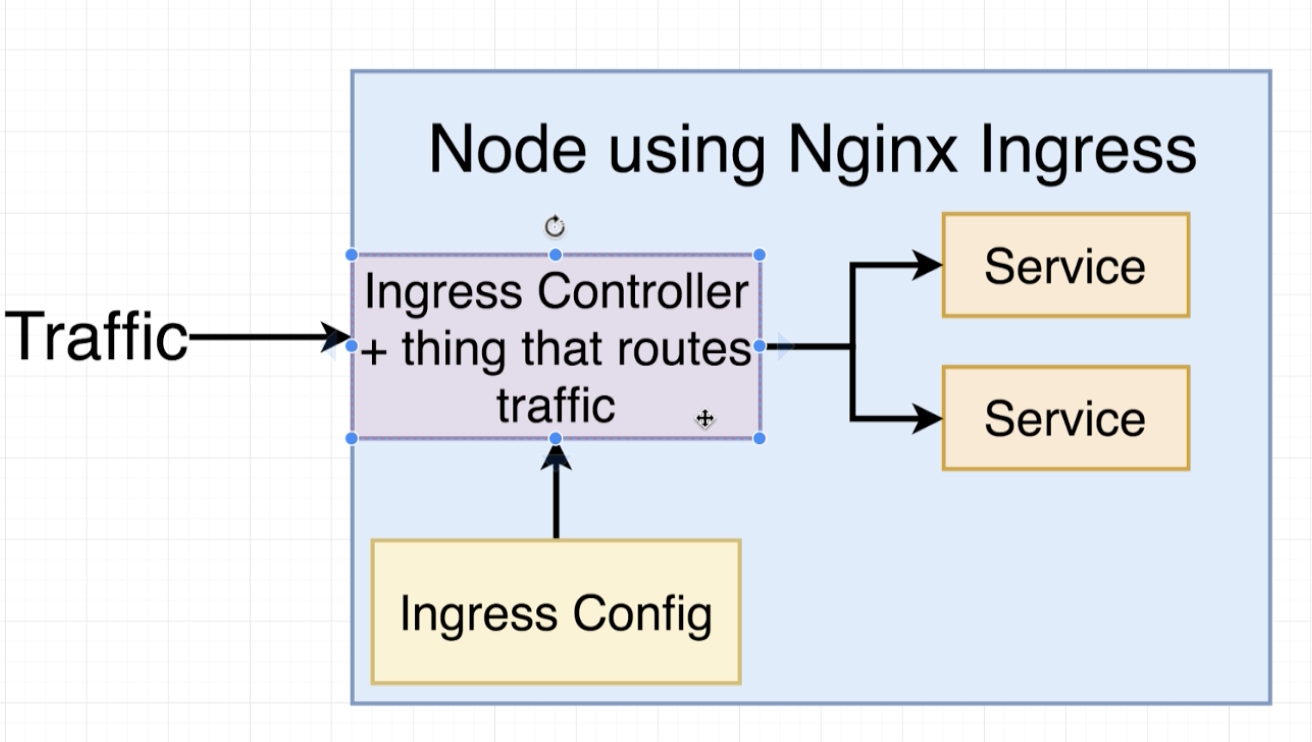 Node using Nginx Ingress
Traffic
Ingress Controller
+ thing that routes
traffic
Service
Service
Ingress Config